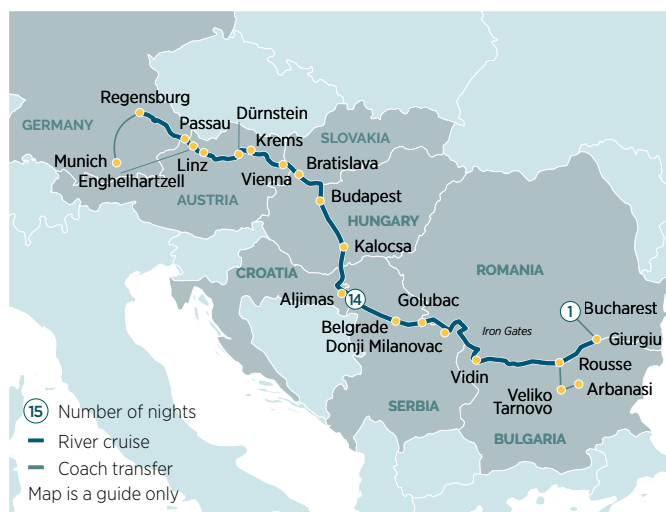 Regensburg
GERMANY
Passau
Dürnstein
Krems
SLOVAKIA
Munich
Enghelhartzell
Linz
Vienna
Bratislava
AUSTRIA
Budapest
HUNGARY
Kalocsa
CROATIA
ROMANIA
Aljimas
14
Golubac
1
Bucharest
Belgrade
Donji Milanovac
Iron Gates
Giurgiu
Rousse
Vidin
Veliko
Tarnovo
Arbanasi
SERBIA
BULGARIA
15 Number of nights
River cruise
Coach transfer
Map is a guide only